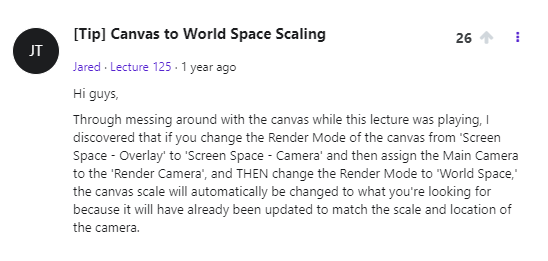 JT
[Tip] Canvas to World Space Scaling
26
Jared · Lecture 125 · 1 year ago
Hi guys,
Through messing around with the canvas while this lecture was playing, I
discovered that if you change the Render Mode of the canvas from 'Screen
Space - Overlay' to 'Screen Space - Camera' and then assign the Main Camera
to the 'Render Camera', and THEN change the Render Mode to 'World Space,'
the canvas scale will automatically be changed to what you're looking for
because it will have already been updated to match the scale and location of
the camera.